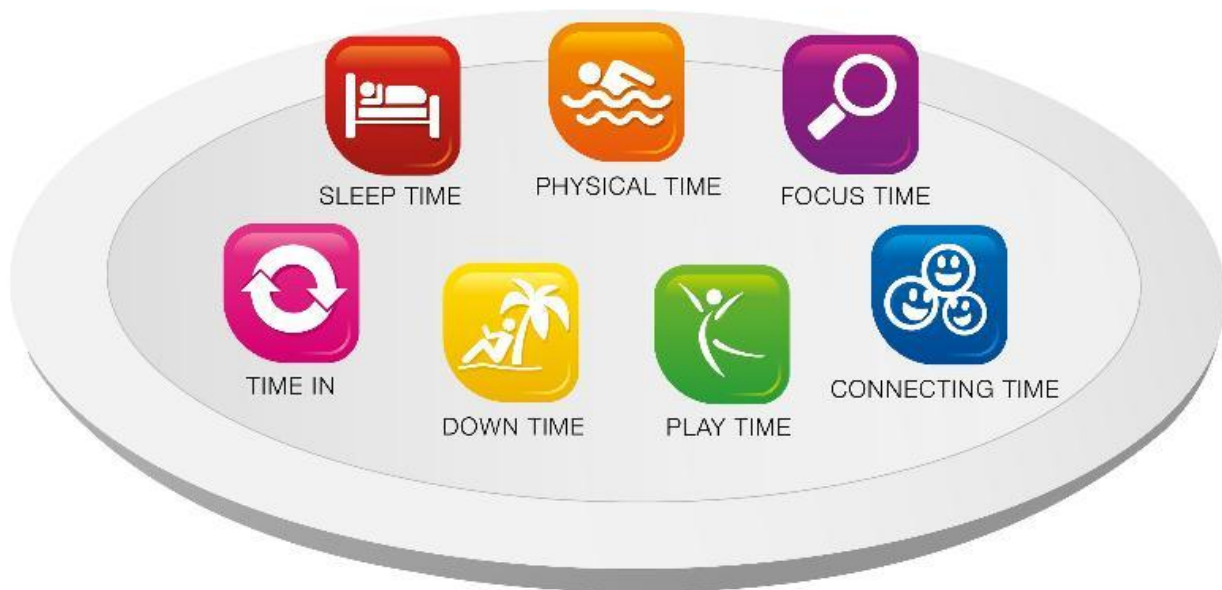 SLEEP TIME
PHYSICAL TIME
FOCUS TIME
TIME IN
DOWN TIME
PLAY TIME
CONNECTING TIME